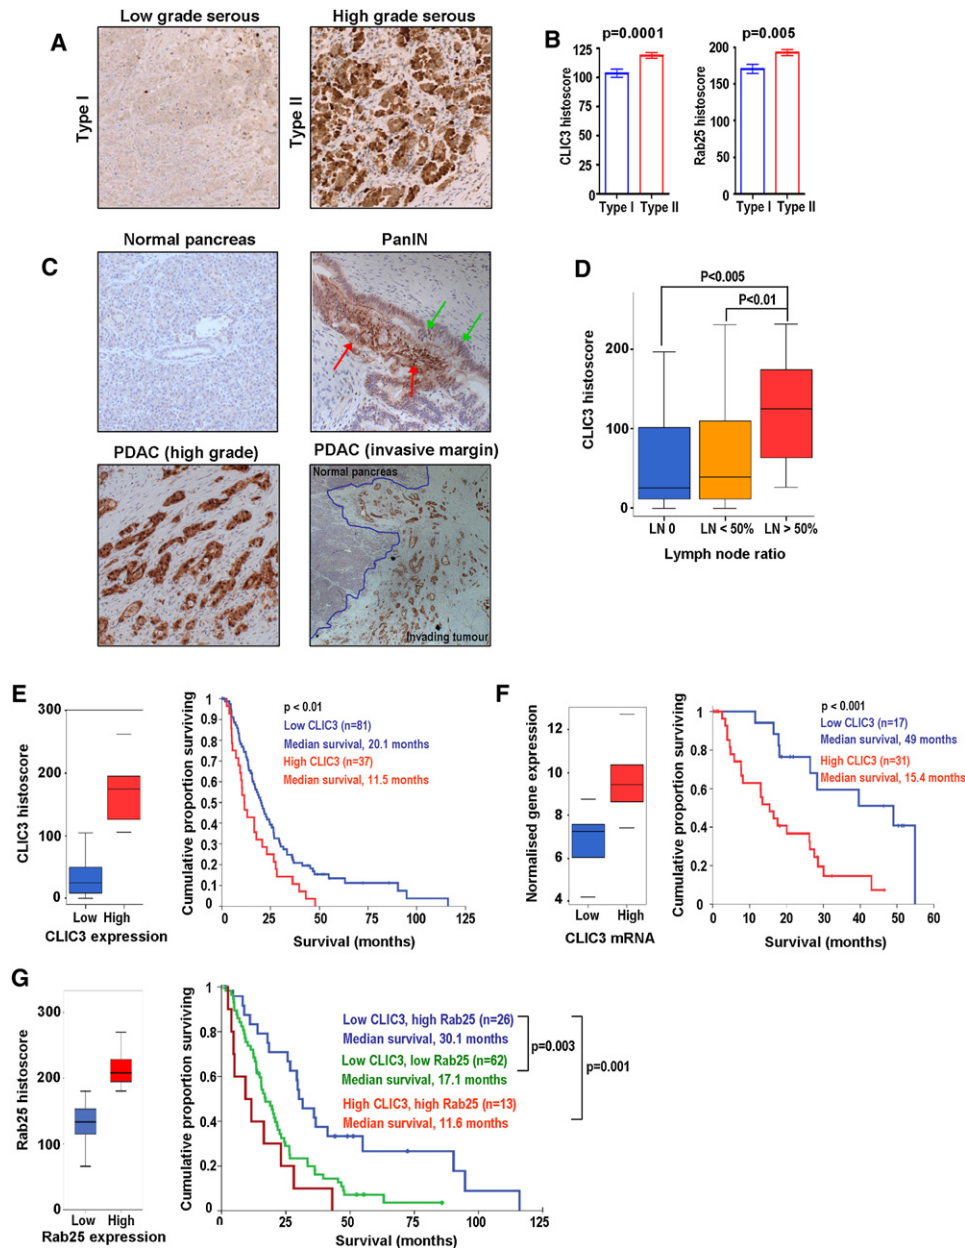 A
Low grade serous
High grade serous
Type I
Type II
B
p=0.0001
p=0.005
CLIC3 histoscore
125
100
75
50
25
0
Type I Type II
Rab25 histoscore
200
150
100
50
0
Type I Type II
C
Normal pancreas
PanIN
PDAC (high grade)
PDAC (invasive margin)
Normal pancreas
Invading tumour
D
P<0.005
P<0.01
CLIC3 histoscore
200
100
0
LN 0
LN < 50%
LN > 50%
Lymph node ratio
E
CLIC3 histoscore
300
200
100
0
Low High
CLIC3 expression
Cumulative proportion surviving
1
0.9
0.8
0.7
0.6
0.5
0.4
0.3
0.2
0.1
0
p < 0.01
Low CLIC3 (n=81)
Median survival, 20.1 months
High CLIC3 (n=37)
Median survival, 11.5 months
0 25 50 75 100 125
Survival (months)
F
Normalised gene expression
12
10
8
6
4
Low High
CLIC3 mRNA
Cumulative proportion surviving
1
0.8
0.6
0.4
0.2
0
p < 0.001
Low CLIC3 (n=17)
Median survival, 49 months
High CLIC3 (n=31)
Median survival, 15.4 months
0 10 20 30 40 50 60
Survival (months)
G
Rab25 histoscore
300
200
100
0
Low High
Rab25 expression
Cumulative proportion surviving
1
0.8
0.6
0.4
0.2
0
Low CLIC3, high Rab25 (n=26)
Median survival, 30.1 months
Low CLIC3, low Rab25 (n=62)
Median survival, 17.1 months
High CLIC3, high Rab25 (n=13)
Median survival, 11.6 months
p=0.003
p=0.001
0 25 50 75 100 125
Survival (months)